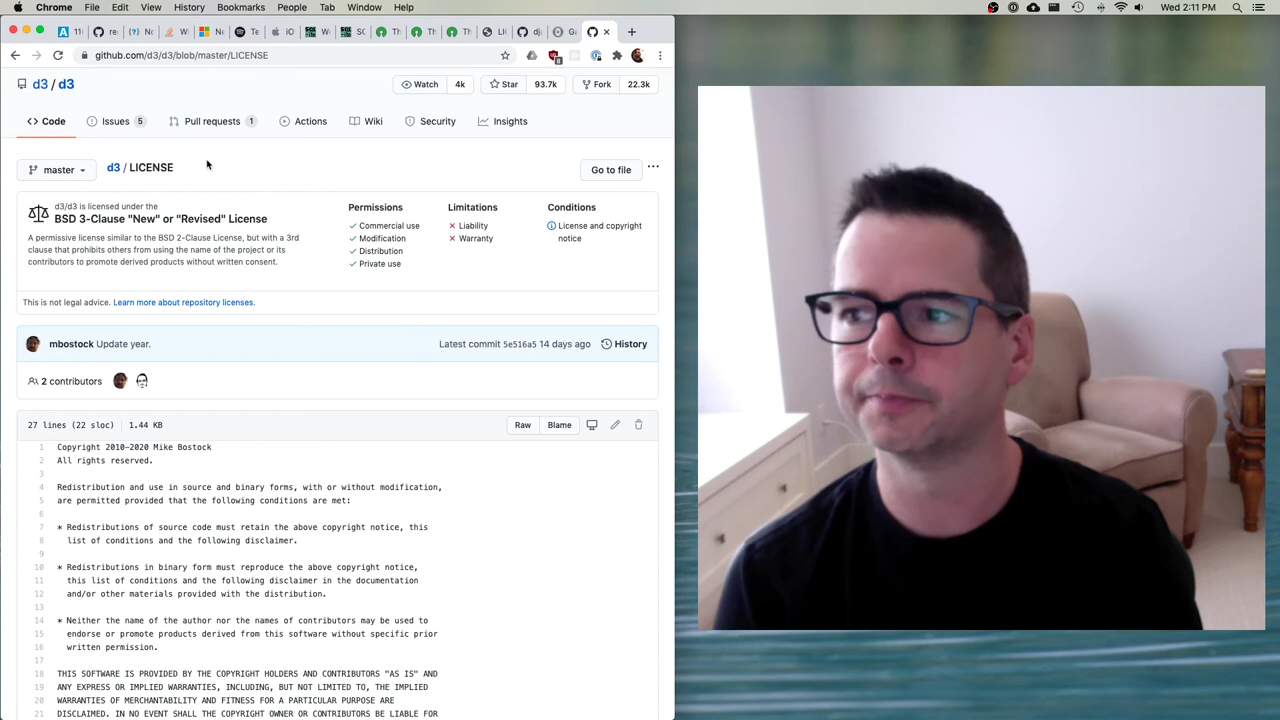 Chrome File Edit View History Bookmarks People Tab Window Help Wed 2:11 PM
github.com/d3/d3/blob/master/LICENSE
d3 / d3 Watch 4k Star 93.7k Fork 22.3k
Code Issues 5 Pull requests 1 Actions Wiki Security Insights
master d3 / LICENSE Go to file
d3/d3 is licensed under the
BSD 3-Clause "New" or "Revised" License
A permissive license similar to the BSD 2-Clause License, but with a 3rd
clause that prohibits others from using the name of the project or its
contributors to promote derived products without written consent.
Permissions
Commercial use
Modification
Distribution
Private use
Limitations
Liability
Warranty
Conditions
License and copyright
notice
This is not legal advice. Learn more about repository licenses.
mbostock Update year. Latest commit 5e516a5 14 days ago History
2 contributors
27 lines (22 sloc) 1.44 KB Raw Blame
1 Copyright 2010-2020 Mike Bostock
2 All rights reserved.
3
4 Redistribution and use in source and binary forms, with or without modification,
5 are permitted provided that the following conditions are met:
6
7 * Redistributions of source code must retain the above copyright notice, this
8 list of conditions and the following disclaimer.
9
10 * Redistributions in binary form must reproduce the above copyright notice,
11 this list of conditions and the following disclaimer in the documentation
12 and/or other materials provided with the distribution.
13
14 * Neither the name of the author nor the names of contributors may be used to
15 endorse or promote products derived from this software without specific prior
16 written permission.
17
18 THIS SOFTWARE IS PROVIDED BY THE COPYRIGHT HOLDERS AND CONTRIBUTORS "AS IS" AND
19 ANY EXPRESS OR IMPLIED WARRANTIES, INCLUDING, BUT NOT LIMITED TO, THE IMPLIED
20 WARRANTIES OF MERCHANTABILITY AND FITNESS FOR A PARTICULAR PURPOSE ARE
21 DISCLAIMED. IN NO EVENT SHALL THE COPYRIGHT OWNER OR CONTRIBUTORS BE LIABLE FOR